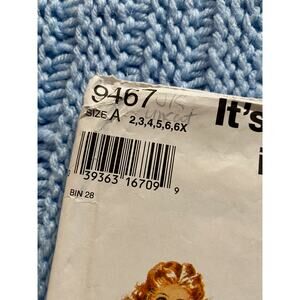 9467
SIZE A 2,3,4,5,6,6X
It's
39363 16709 9
BIN 28